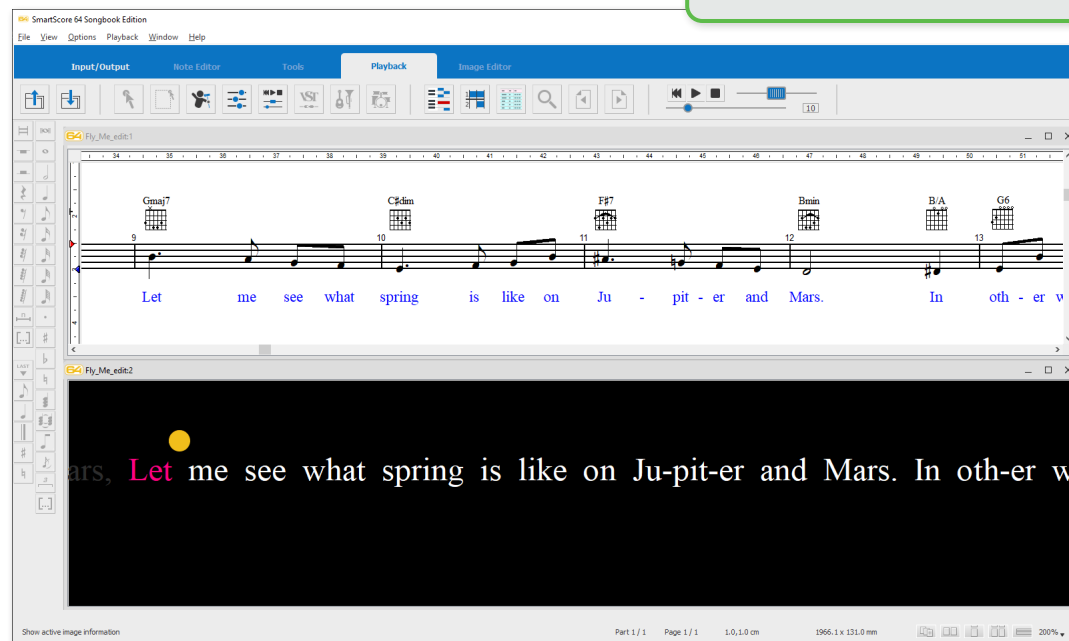 64 SmartScore 64 Songbook Edition
File View Options Playback Window Help
Input/Output Note Editor Tools Playback Image Editor
VST
10
64 Fly_Me_edit:1
34 35 36 37 38 39 40 41 42 43 44 45 46 47 48 49 50 51
Gmaj7 C#dim F#7 Bmin B/A G6
9 10 11 12 13
Let me see what spring is like on Ju - pit - er and Mars. In oth - er w
LAST
64 Fly_Me_edit:2
ars, Let me see what spring is like on Ju-pit-er and Mars. In oth-er w
Show active image information Part 1 / 1 Page 1 / 1 1.0,1.0 cm 1966.1 x 131.0 mm 200%